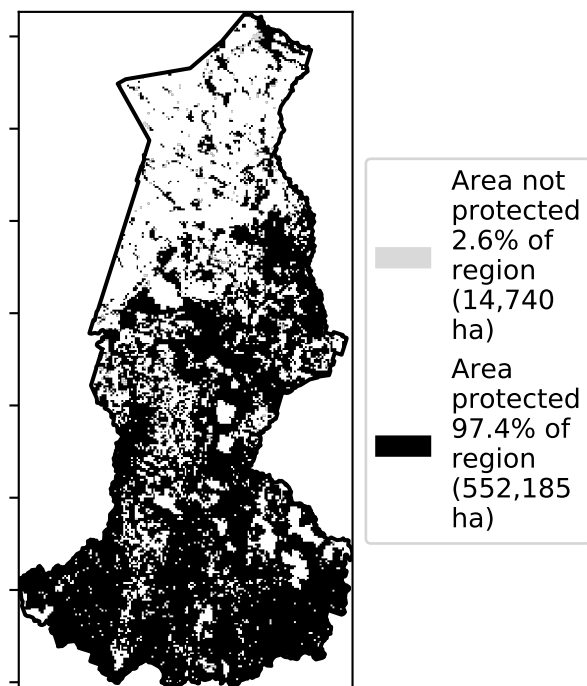 Area not
protected
2.6% of
region
(14,740
ha)
Area
protected
97.4% of
region
(552,185
ha)